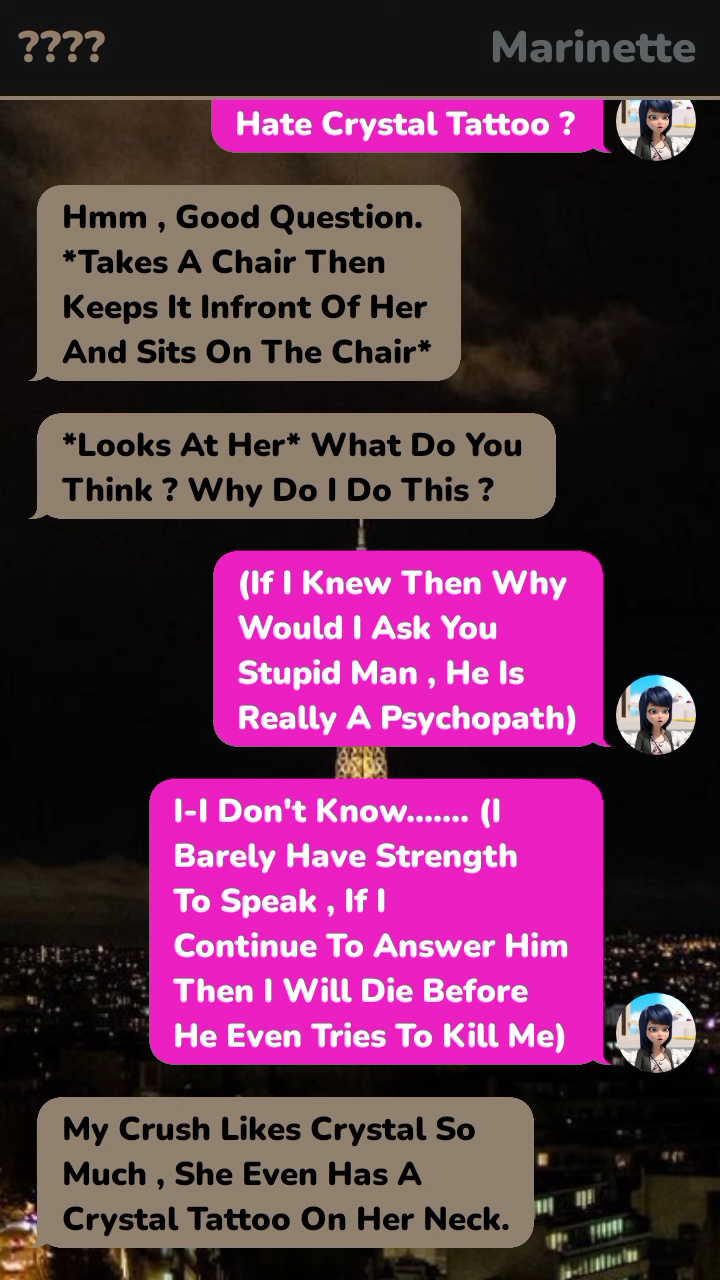 ????
Marinette
Hate Crystal Tattoo ?
Hmm , Good Question.
*Takes A Chair Then
Keeps It Infront Of Her
And Sits On The Chair*
*Looks At Her* What Do You
Think ? Why Do I Do This ?
(If I Knew Then Why
Would I Ask You
Stupid Man , He Is
Really A Psychopath)
I-I Don't Know....... (I
Barely Have Strength
To Speak , If I
Continue To Answer Him
Then I Will Die Before
He Even Tries To Kill Me)
My Crush Likes Crystal So
Much , She Even Has A
Crystal Tattoo On Her Neck.